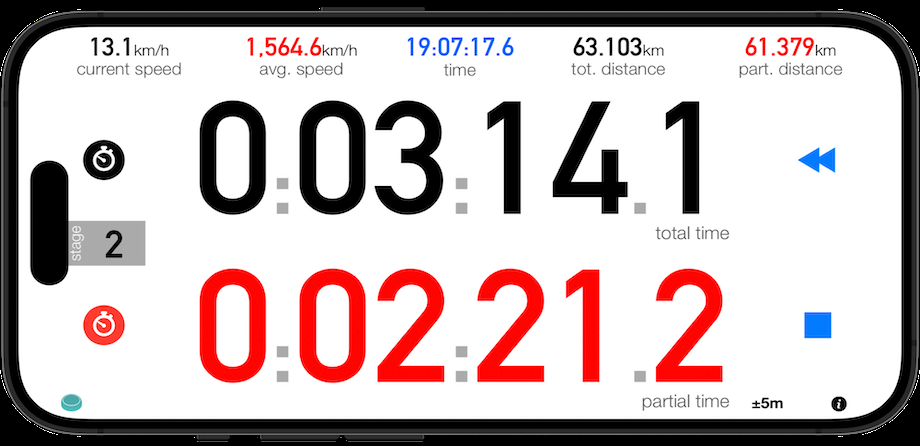 13.1km/h 1,564.6km/h 19:07:17.6 63.103km 61.379km
current speed avg. speed time tot. distance part. distance
0:03:14.1
total time
stage 2
0:02:21.2
partial time ±5m i